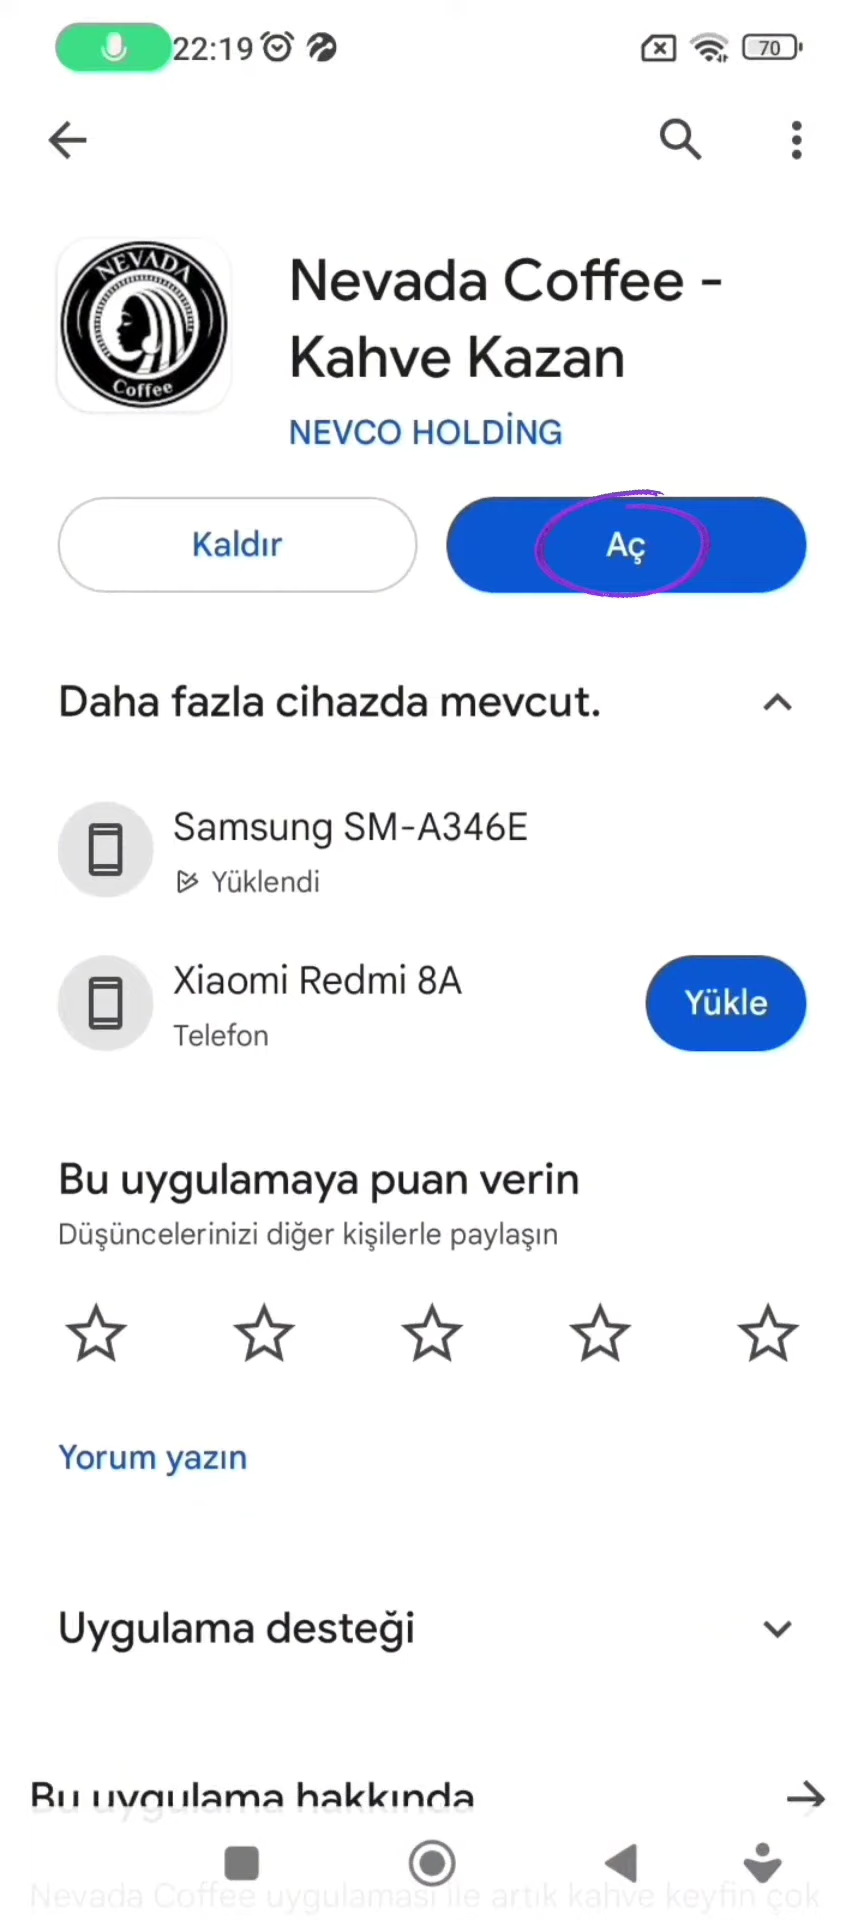 22:19
70
NEVADA
Coffee
Nevada Coffee -
Kahve Kazan
NEVCO HOLDİNG
Kaldır
Aç
Daha fazla cihazda mevcut.
Samsung SM-A346E
Yüklendi
Xiaomi Redmi 8A
Telefon
Yükle
Bu uygulamaya puan verin
Düşüncelerinizi diğer kişilerle paylaşın
Yorum yazın
Uygulama desteği
Bu uygulama hakkında
Nevada Coffee uygulaması ile artık kahve keyfin çok